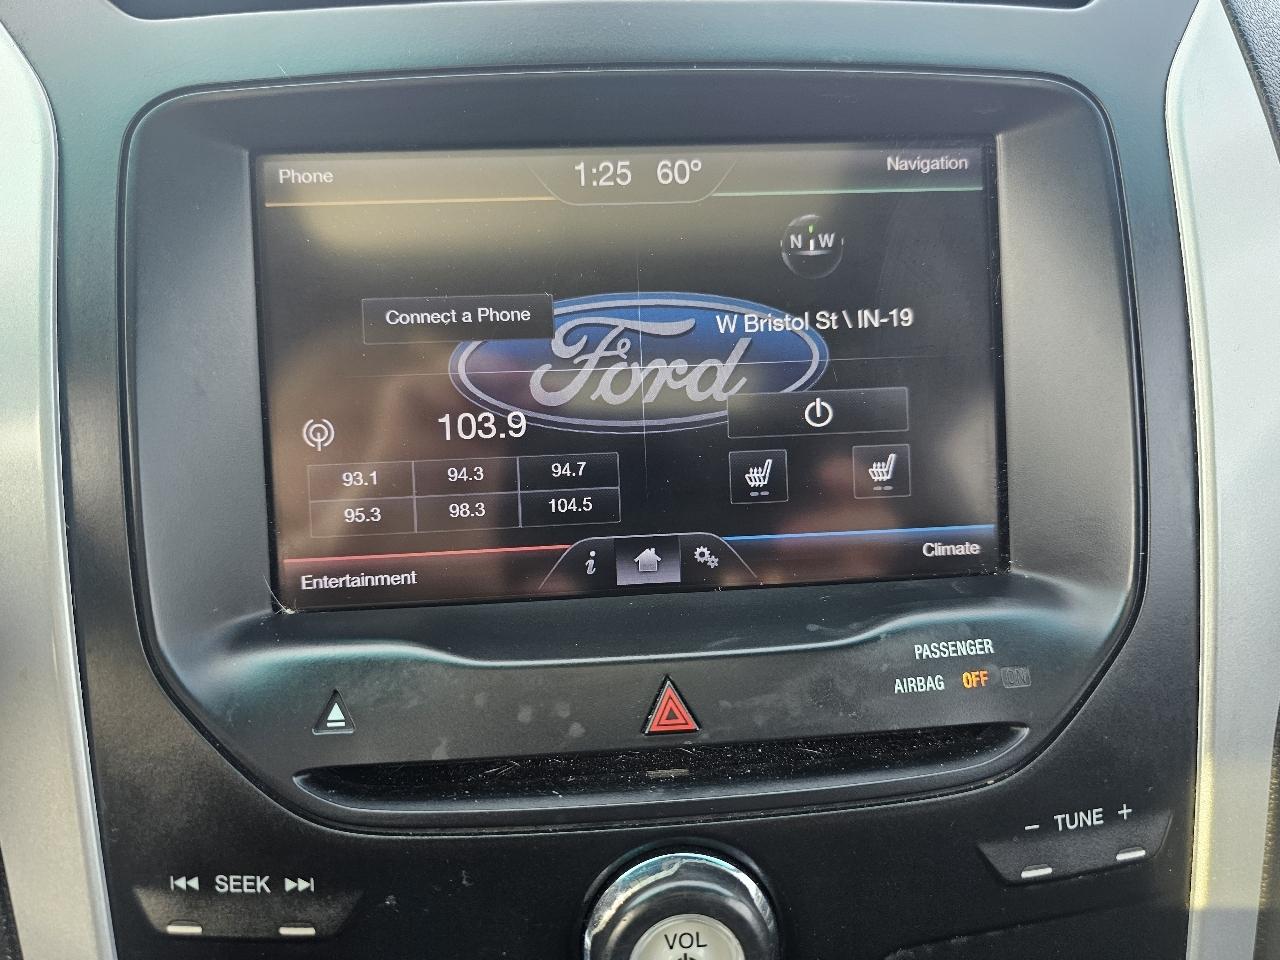 Phone
1:25 60°
Navigation
N W
Connect a Phone
W Bristol St \ IN-19
Ford
103.9
93.1 94.3 94.7
95.3 98.3 104.5
i
Entertainment
Climate
PASSENGER
AIRBAG OFF ON
SEEK
− TUNE +
VOL